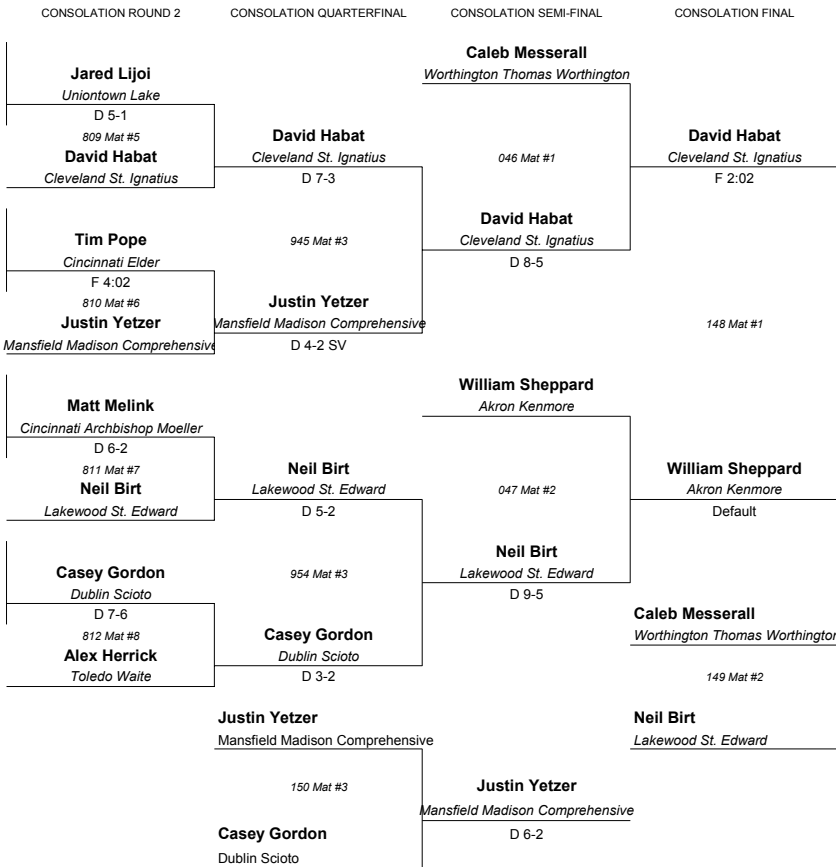 CONSOLATION ROUND 2
CONSOLATION QUARTERFINAL
CONSOLATION SEMI-FINAL
CONSOLATION FINAL
Jared Lijoi
Uniontown Lake
D 5-1
809 Mat #5
David Habat
Cleveland St. Ignatius
Tim Pope
Cincinnati Elder
F 4:02
810 Mat #6
Justin Yetzer
Mansfield Madison Comprehensive
Matt Melink
Cincinnati Archbishop Moeller
D 6-2
811 Mat #7
Neil Birt
Lakewood St. Edward
Casey Gordon
Dublin Scioto
D 7-6
812 Mat #8
Alex Herrick
Toledo Waite
David Habat
Cleveland St. Ignatius
D 7-3
945 Mat #3
Justin Yetzer
Mansfield Madison Comprehensive
D 4-2 SV
Neil Birt
Lakewood St. Edward
D 5-2
954 Mat #3
Casey Gordon
Dublin Scioto
D 3-2
Justin Yetzer
Mansfield Madison Comprehensive
150 Mat #3
Casey Gordon
Dublin Scioto
Caleb Messerall
Worthington Thomas Worthington
046 Mat #1
David Habat
Cleveland St. Ignatius
D 8-5
William Sheppard
Akron Kenmore
047 Mat #2
Neil Birt
Lakewood St. Edward
D 9-5
Justin Yetzer
Mansfield Madison Comprehensive
D 6-2
David Habat
Cleveland St. Ignatius
F 2:02
148 Mat #1
William Sheppard
Akron Kenmore
Default
Caleb Messerall
Worthington Thomas Worthington
149 Mat #2
Neil Birt
Lakewood St. Edward